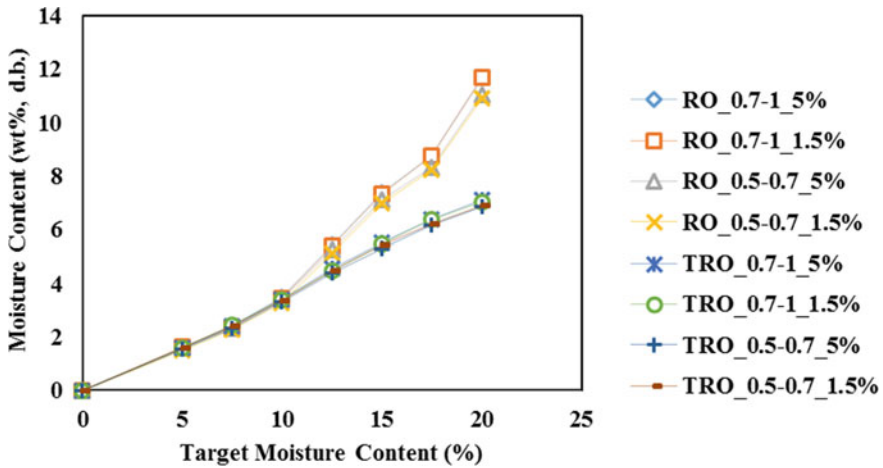 14
12
10
8
6
4
2
0
0 5 10 15 20 25
Moisture Content (wt%, d.b.)
Target Moisture Content (%)
RO_0.7-1_5%
RO_0.7-1_1.5%
RO_0.5-0.7_5%
RO_0.5-0.7_1.5%
TRO_0.7-1_5%
TRO_0.7-1_1.5%
TRO_0.5-0.7_5%
TRO_0.5-0.7_1.5%